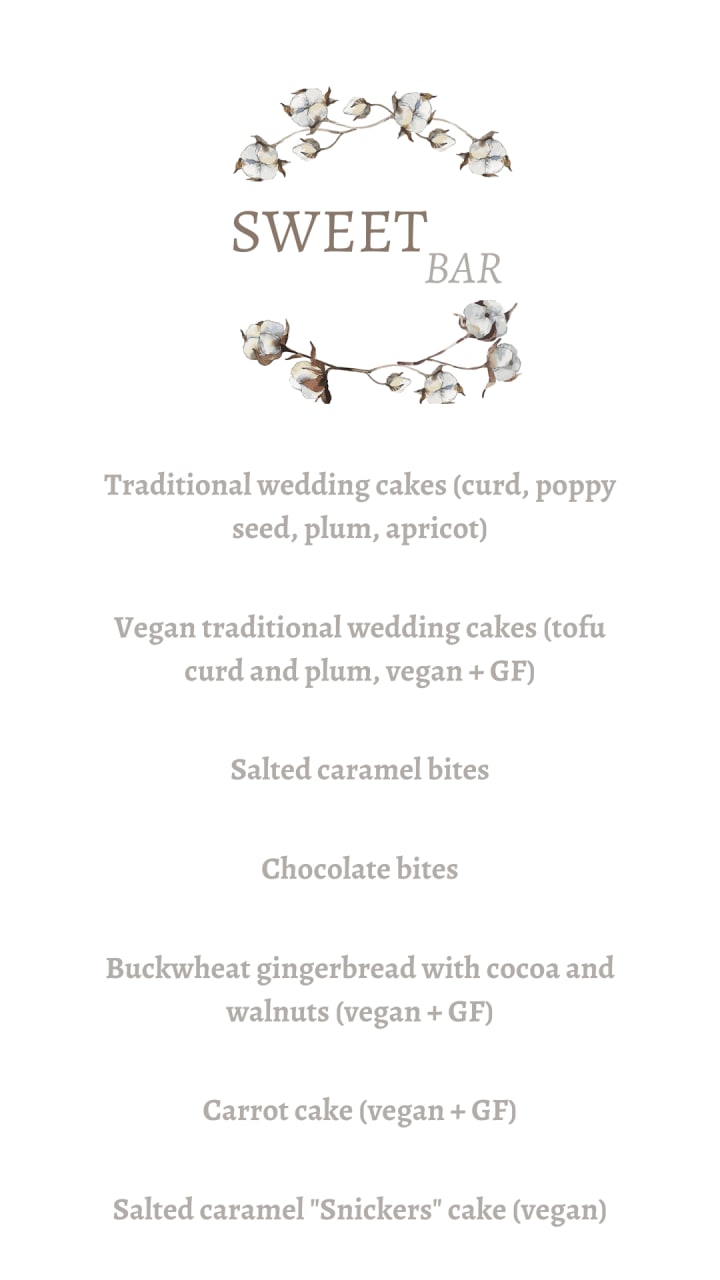 SWEET
BAR
Traditional wedding cakes (curd, poppy
seed, plum, apricot)
Vegan traditional wedding cakes (tofu
curd and plum, vegan + GF)
Salted caramel bites
Chocolate bites
Buckwheat gingerbread with cocoa and
walnuts (vegan + GF)
Carrot cake (vegan + GF)
Salted caramel "Snickers" cake (vegan)